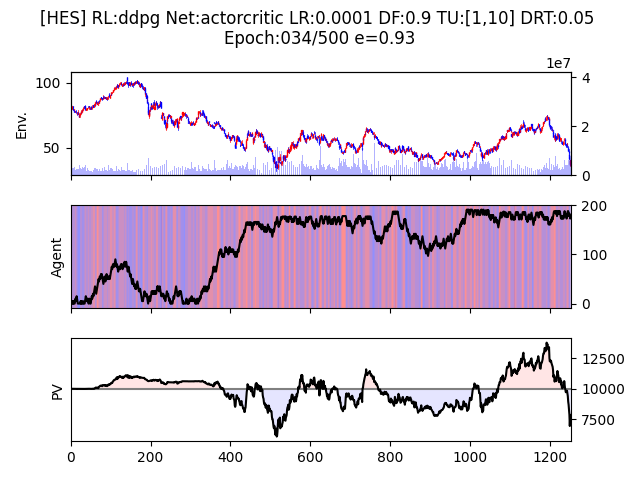 [HES] RL:ddpg Net:actorcritic LR:0.0001 DF:0.9 TU:[1,10] DRT:0.05
Epoch:034/500 e=0.93
1e7
Env.
100
50
4
2
0
Agent
200
100
0
PV
12500
10000
7500
0 200 400 600 800 1000 1200